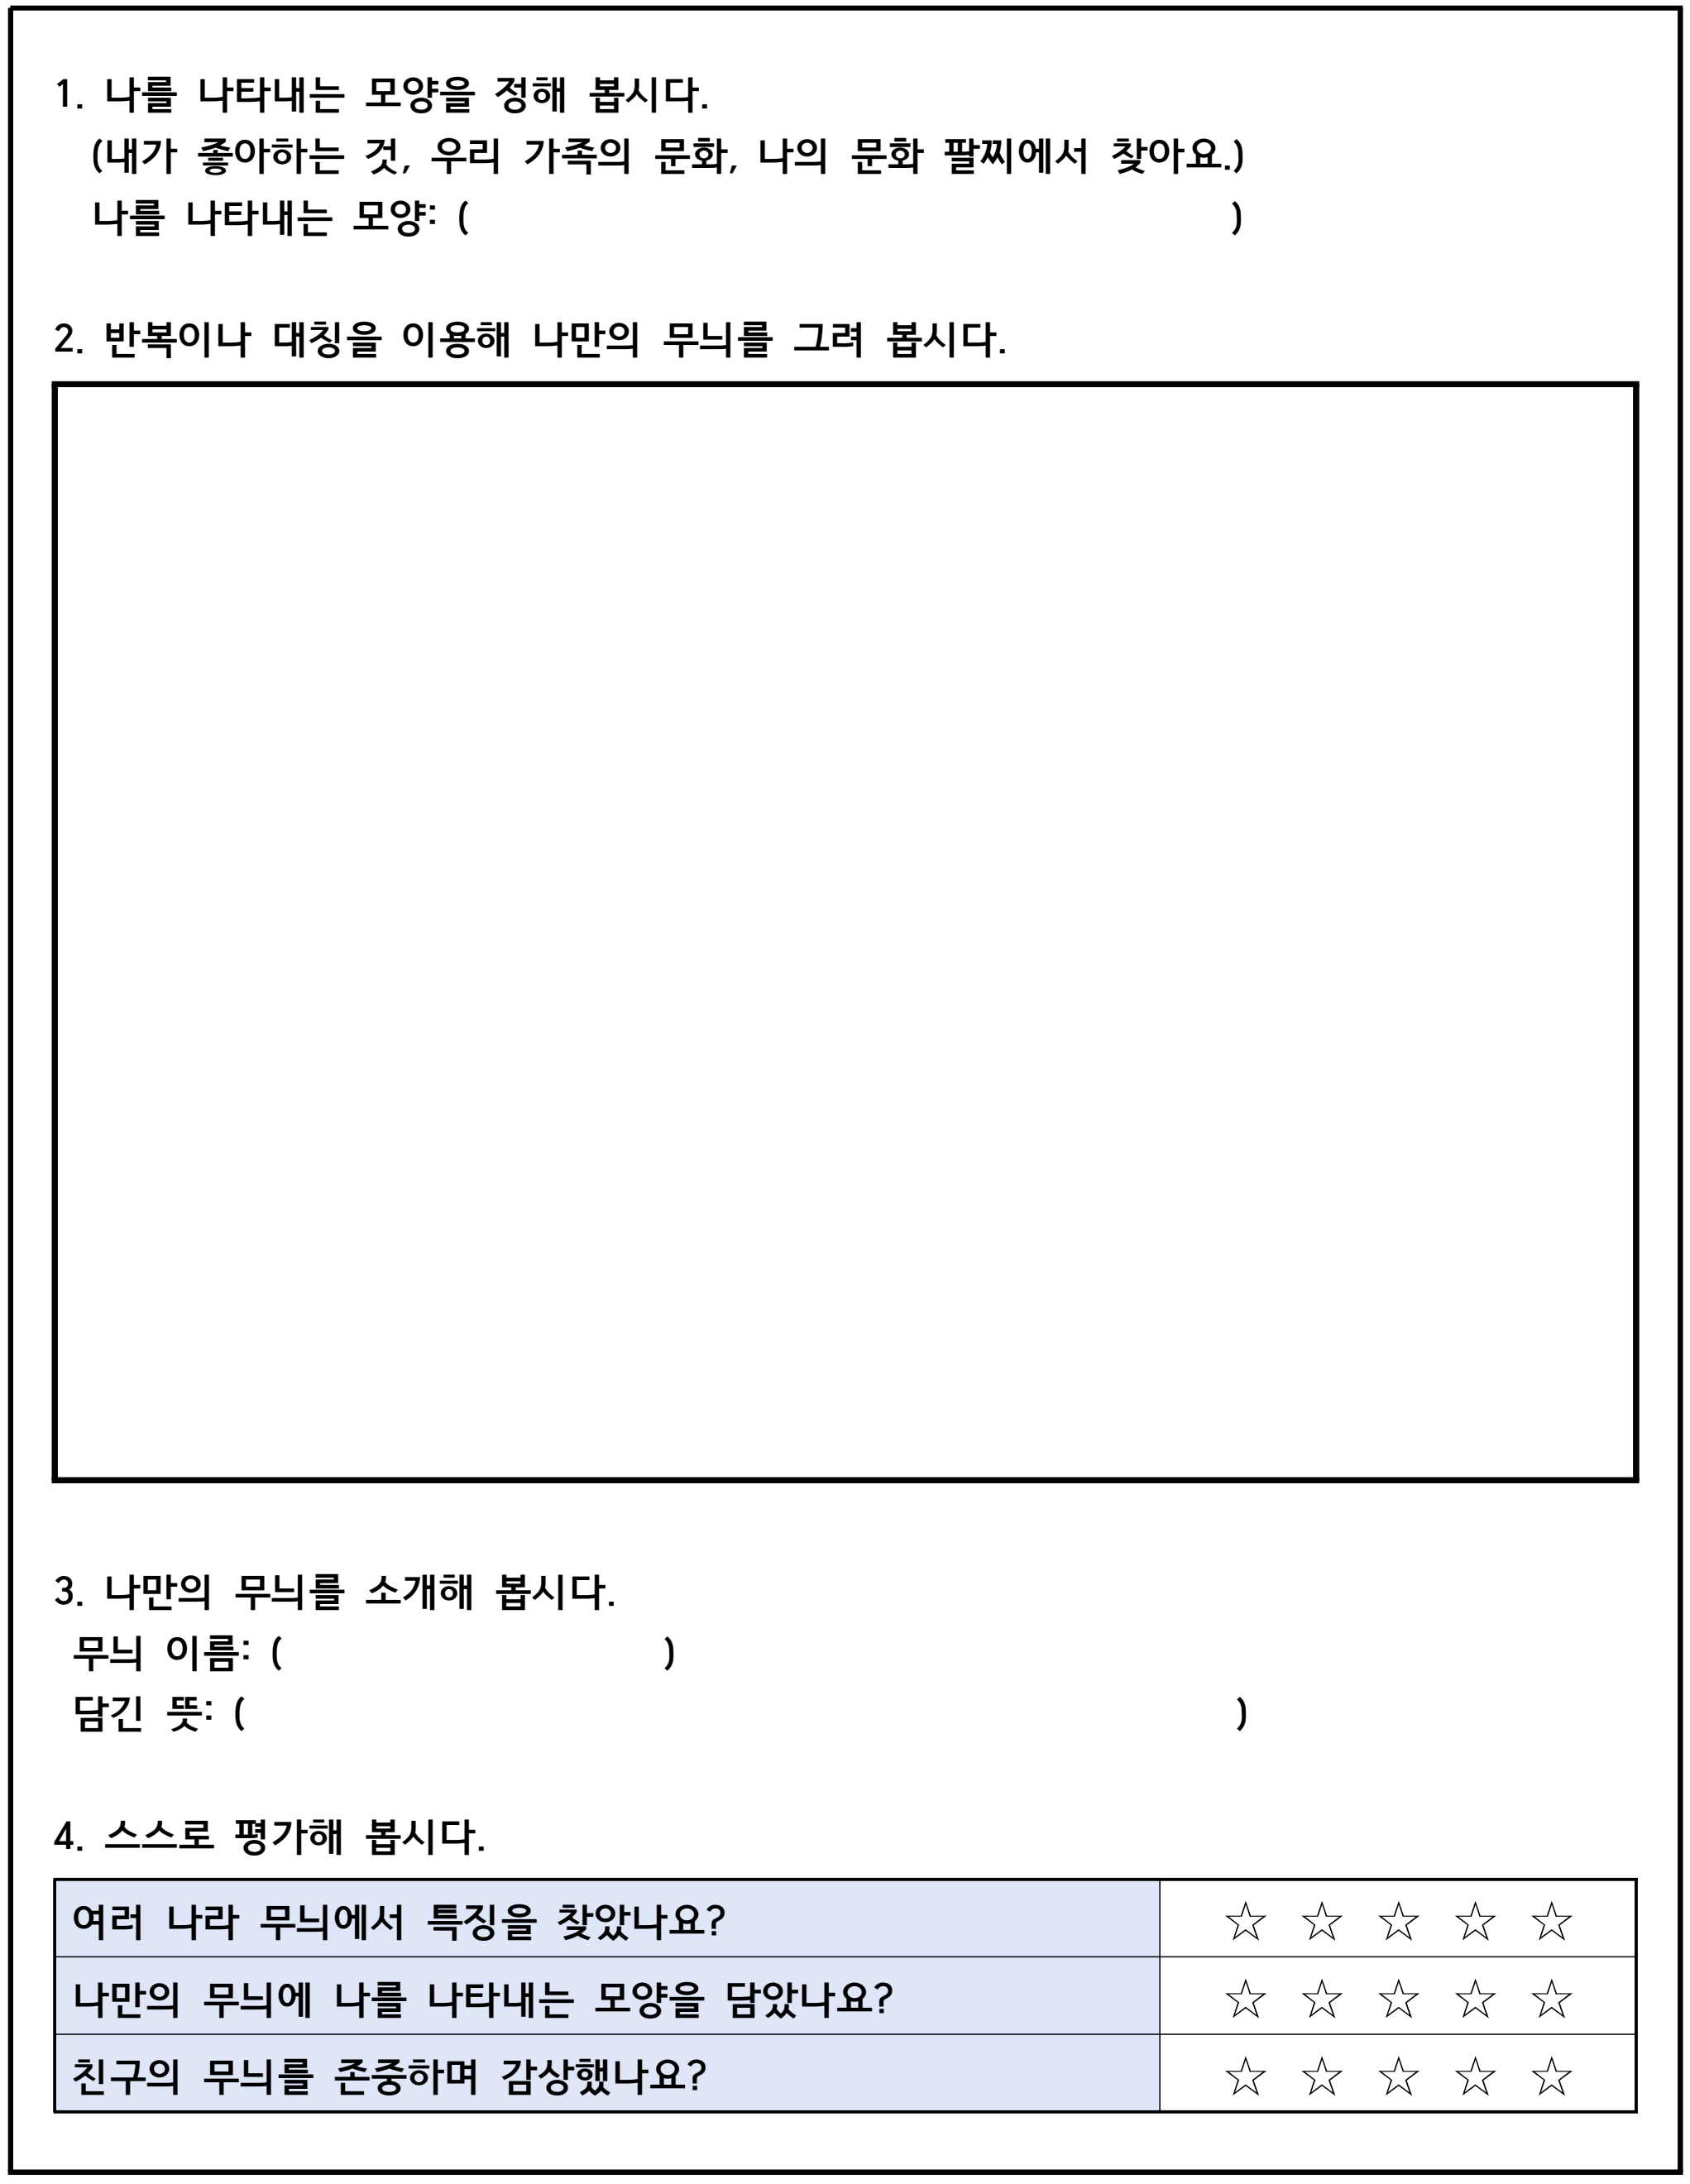 1. 나를 나타내는 모양을 정해 봅시다.
(내가 좋아하는 것, 우리 가족의 문화, 나의 문화 팔찌에서 찾아요.)
나를 나타내는 모양: ( )
2. 반복이나 대칭을 이용해 나만의 무늬를 그려 봅시다.
3. 나만의 무늬를 소개해 봅시다.
무늬 이름: ( )
담긴 뜻: ( )
4. 스스로 평가해 봅시다.
여러 나라 무늬에서 특징을 찾았나요? ☆ ☆ ☆ ☆ ☆
나만의 무늬에 나를 나타내는 모양을 담았나요? ☆ ☆ ☆ ☆ ☆
친구의 무늬를 존중하며 감상했나요? ☆ ☆ ☆ ☆ ☆